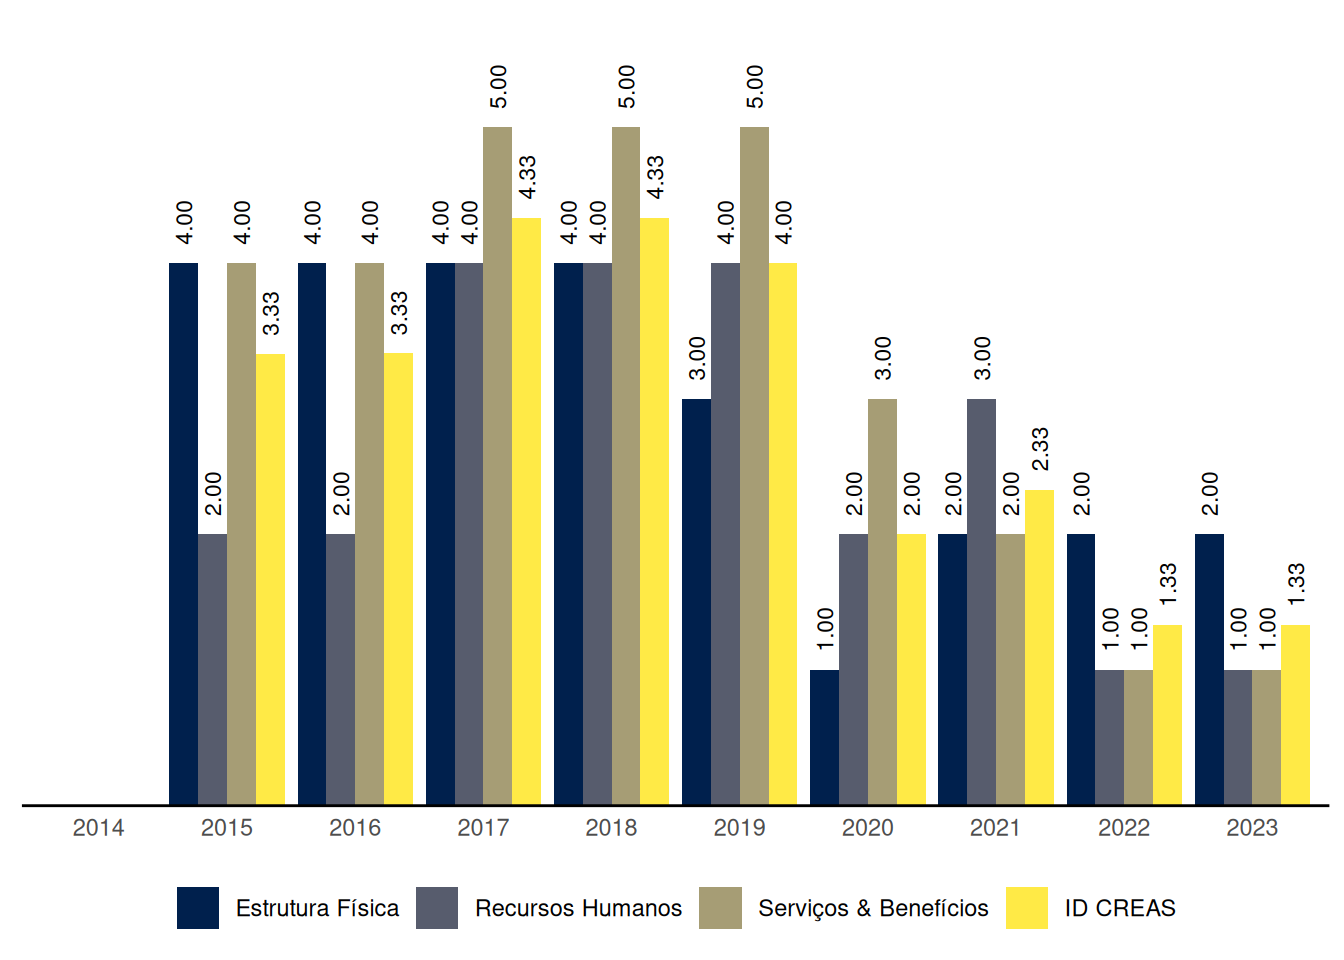 5.00 5.00 5.00
4.33 4.33
4.00 4.00 4.00 4.00 4.00 4.00 4.00 4.00 4.00 4.00
3.33 3.33
3.00 3.00 3.00
2.33
2.00 2.00 2.00 2.00 2.00 2.00 2.00 2.00
1.33 1.33
1.00 1.00 1.00 1.00 1.00
2014 2015 2016 2017 2018 2019 2020 2021 2022 2023
Estrutura Física Recursos Humanos Serviços & Benefícios ID CREAS